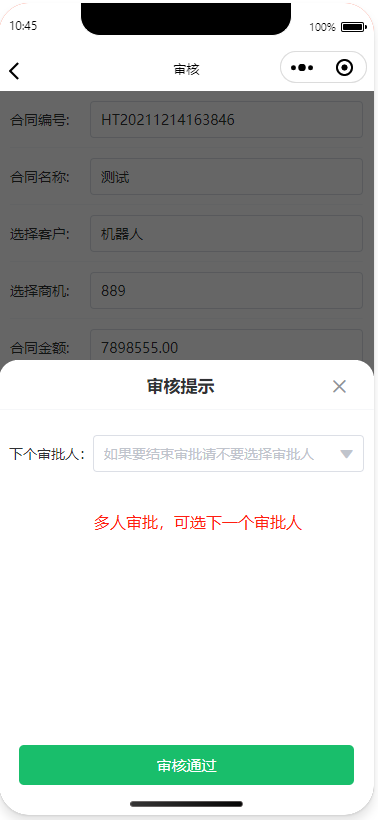 10:45
100%
审核
合同编号:
HT20211214163846
合同名称:
测试
选择客户:
机器人
选择商机:
889
合同金额:
7898555.00
审核提示
下个审批人:
如果要结束审批请不要选择审批人
多人审批，可选下一个审批人
审核通过